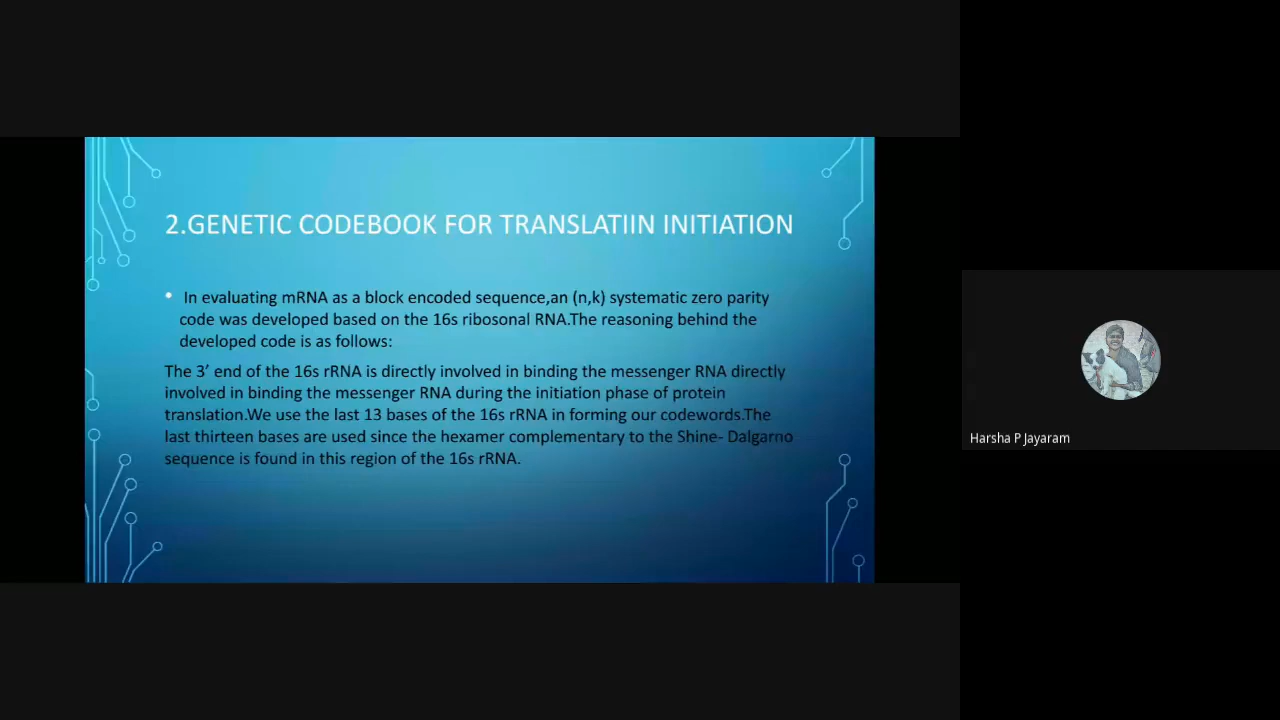 2.GENETIC CODEBOOK FOR TRANSLATIIN INITIATION
• In evaluating mRNA as a block encoded sequence,an (n,k) systematic zero parity
code was developed based on the 16s ribosonal RNA.The reasoning behind the
developed code is as follows:
The 3’ end of the 16s rRNA is directly involved in binding the messenger RNA directly
involved in binding the messenger RNA during the initiation phase of protein
translation.We use the last 13 bases of the 16s rRNA in forming our codewords.The
last thirteen bases are used since the hexamer complementary to the Shine- Dalgarno
sequence is found in this region of the 16s rRNA.
Harsha P Jayaram